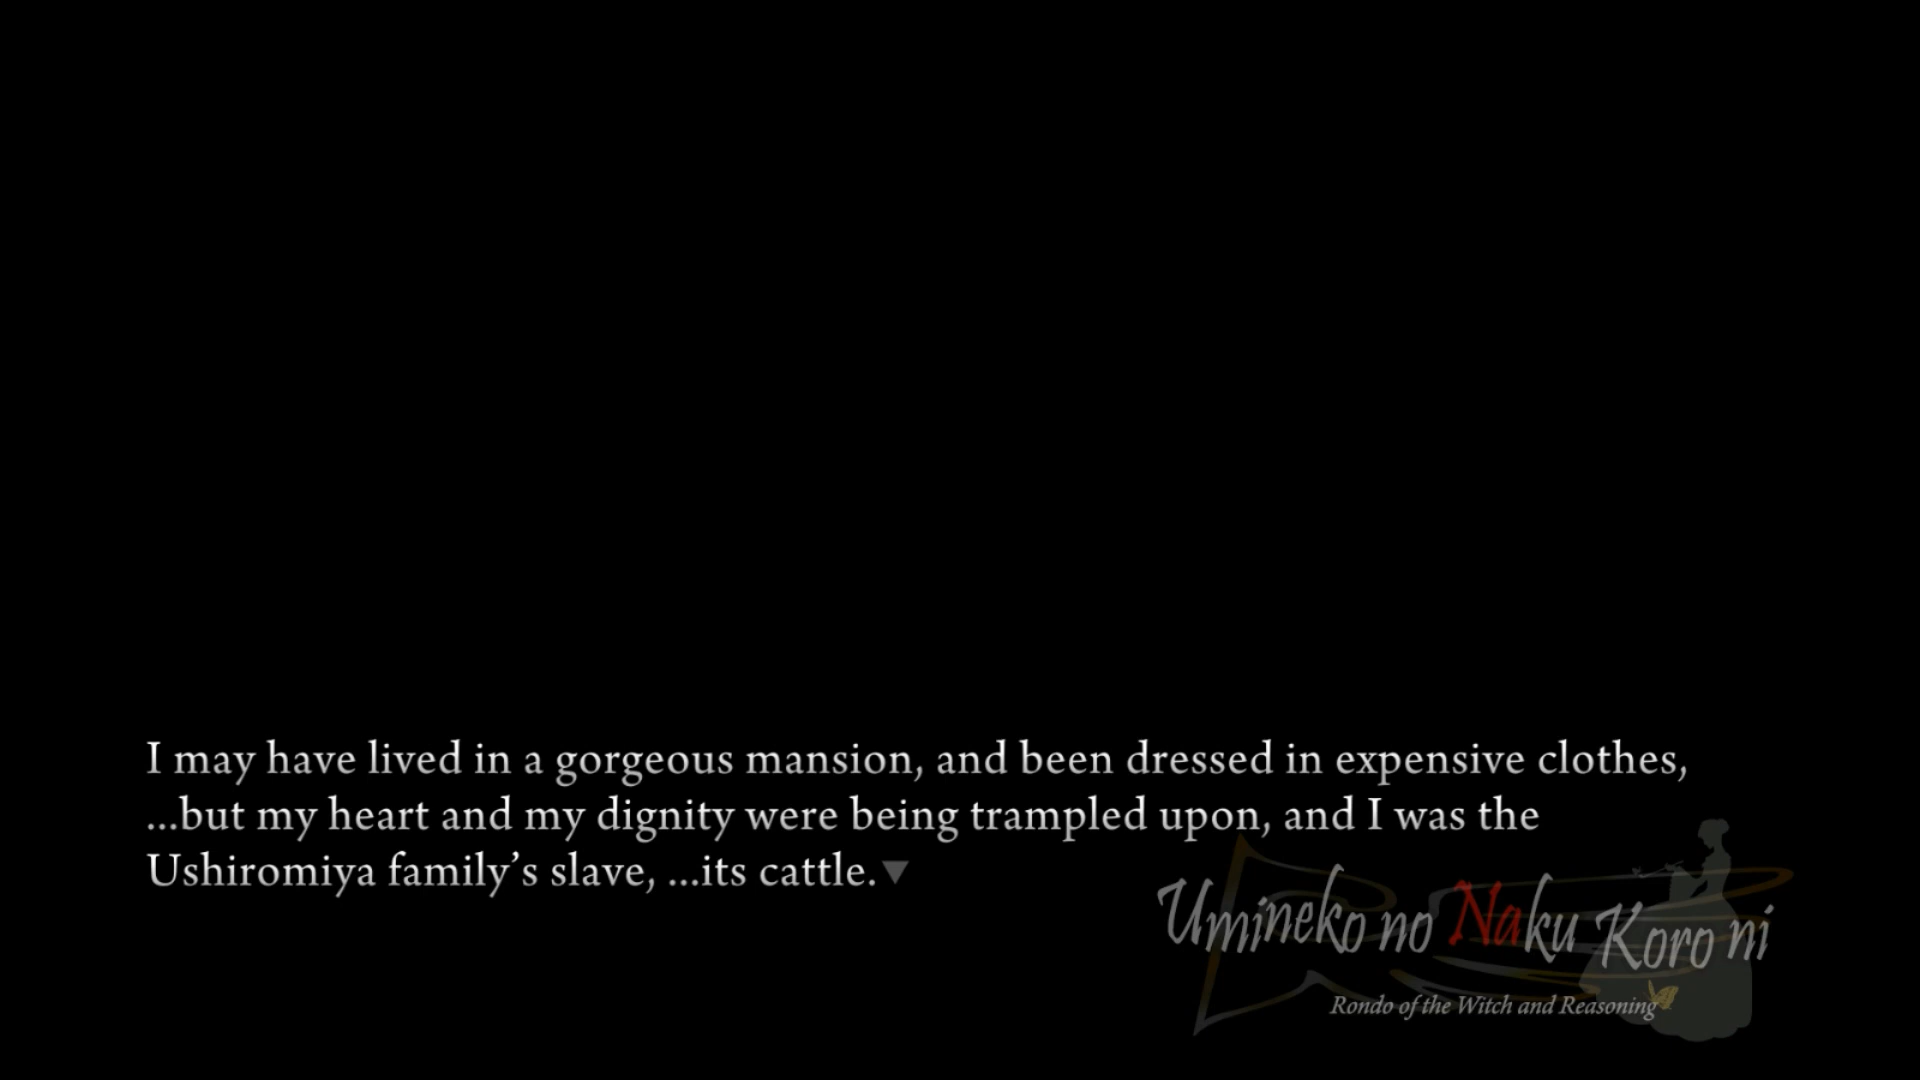 I may have lived in a gorgeous mansion, and been dressed in expensive clothes,
...but my heart and my dignity were being trampled upon, and I was the
Ushiromiya family’s slave, ...its cattle.
Umineko no Naku Koro ni
Rondo of the Witch and Reasoning